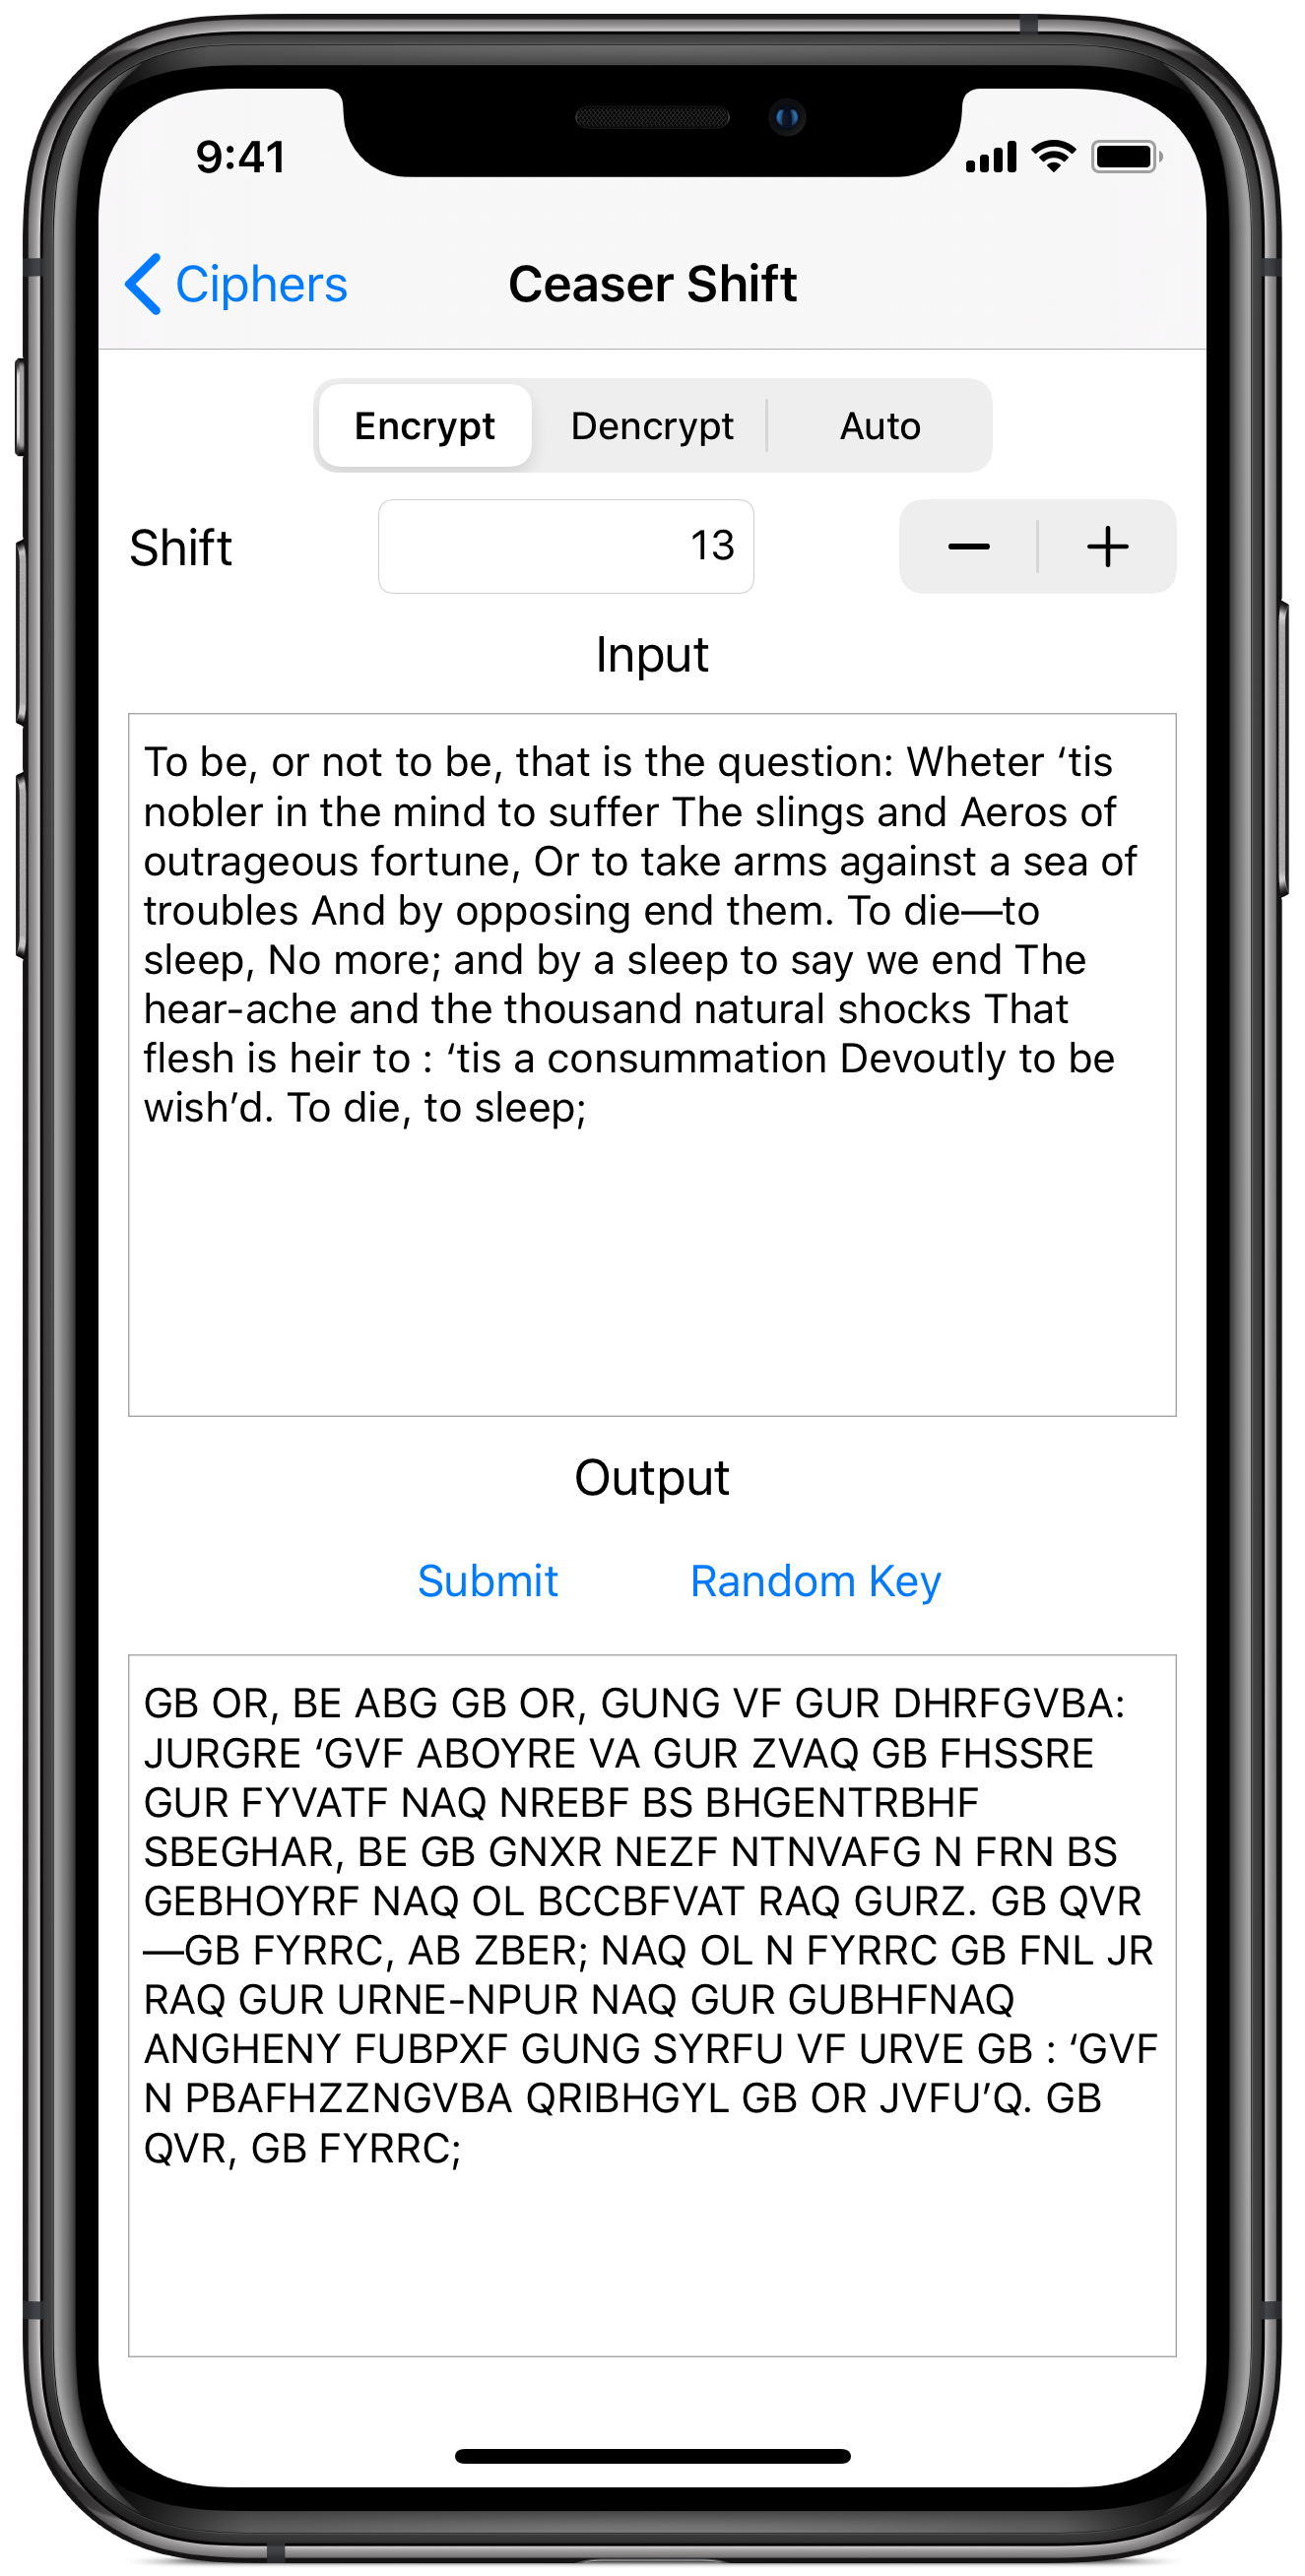 9:41
Ciphers Ceaser Shift
Encrypt Dencrypt Auto
Shift 13 − +
Input
To be, or not to be, that is the question: Wheter ‘tis
nobler in the mind to suffer The slings and Aeros of
outrageous fortune, Or to take arms against a sea of
troubles And by opposing end them. To die—to
sleep, No more; and by a sleep to say we end The
hear-ache and the thousand natural shocks That
flesh is heir to : ‘tis a consummation Devoutly to be
wish’d. To die, to sleep;
Output
Submit Random Key
GB OR, BE ABG GB OR, GUNG VF GUR DHRFGVBA:
JURGRE ‘GVF ABOYRE VA GUR ZVAQ GB FHSSRE
GUR FYVATF NAQ NREBF BS BHGENTRBHF
SBEGHAR, BE GB GNXR NEZF NTNVAFG N FRN BS
GEBHOYRF NAQ OL BCCBFVAT RAQ GURZ. GB QVR
—GB FYRRC, AB ZBER; NAQ OL N FYRRC GB FNL JR
RAQ GUR URNE-NPUR NAQ GUR GUBHFNAQ
ANGHENY FUBPXF GUNG SYRFU VF URVE GB : ‘GVF
N PBAFHZZNGVBA QRIBHGYL GB OR JVFU’Q. GB
QVR, GB FYRRC;